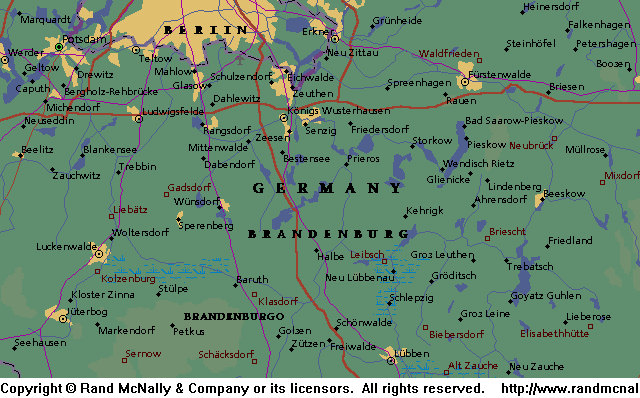 Marquardt
Heinersdorf
Grünheide
Falkenhagen
BERLIN
Erkner
Potsdam
Werder
Teltow
Neu Zittau
Waldfrieden
Steinhöfel
Petershagen
Geltow
Drewitz
Mahlow
Schulzendorf
Eichwalde
Booßen
Caputh
Bergholz-Rehbrücke
Glasow
Zeuthen
Spreenhagen
Fürstenwalde
Briesen
Michendorf
Dahlewitz
Rauen
Neuseddin
Ludwigsfelde
Königs Wusterhausen
Rangsdorf
Senzig
Friedersdorf
Bad Saarow-Pieskow
Zeesen
Storkow
Pieskow
Neubrück
Beelitz
Blankensee
Mittenwalde
Bestensee
Prieros
Müllrose
Zauchwitz
Trebbin
Dabendorf
Wendisch Rietz
Glienicke
Mixdorf
Gadsdorf
GERMANY
Lindenberg
Beeskow
Liebätz
Wünsdorf
Ahrensdorf
Kehrigk
Sperenberg
Woltersdorf
BRANDENBURG
Briescht
Luckenwalde
Halbe
Leibsch
Gros Leuthen
Friedland
Kolzenburg
Neu Lübbenau
Trebatsch
Baruth
Gröditsch
Kloster Zinna
Stülpe
Klasdorf
Schlepzig
Goyatz Guhlen
Jüterbog
BRANDENBURGO
Gros Leine
Lieberose
Markendorf
Petkus
Schönwalde
Biebersdorf
Elisabethhütte
Golzen
Seehausen
Zützen
Freiwalde
Sernow
Schäcksdorf
Lübben
Alt Zauche
Neu Zauche
Copyright © Rand McNally & Company or its licensors. All rights reserved. http://www.randmcnal